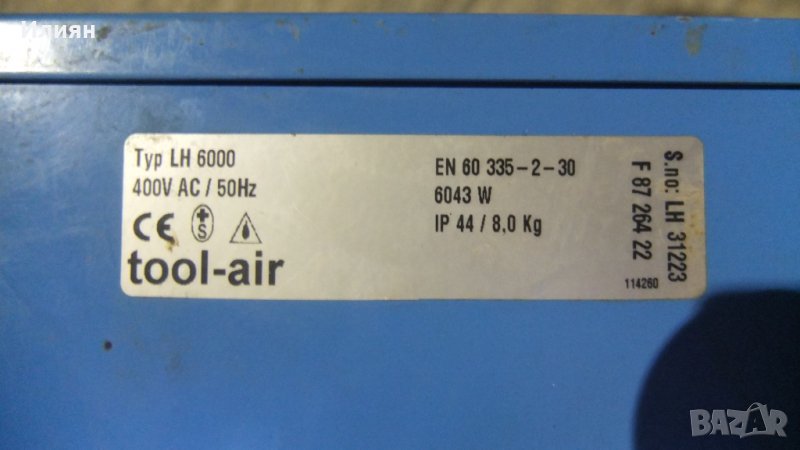 Илиян
Typ LH 6000
400V AC / 50Hz
S
tool-air
EN 60 335-2-30
6043 W
IP 44 / 8,0 Kg
S.no: LH 31223
F 87 264 22
114260
BAZAR